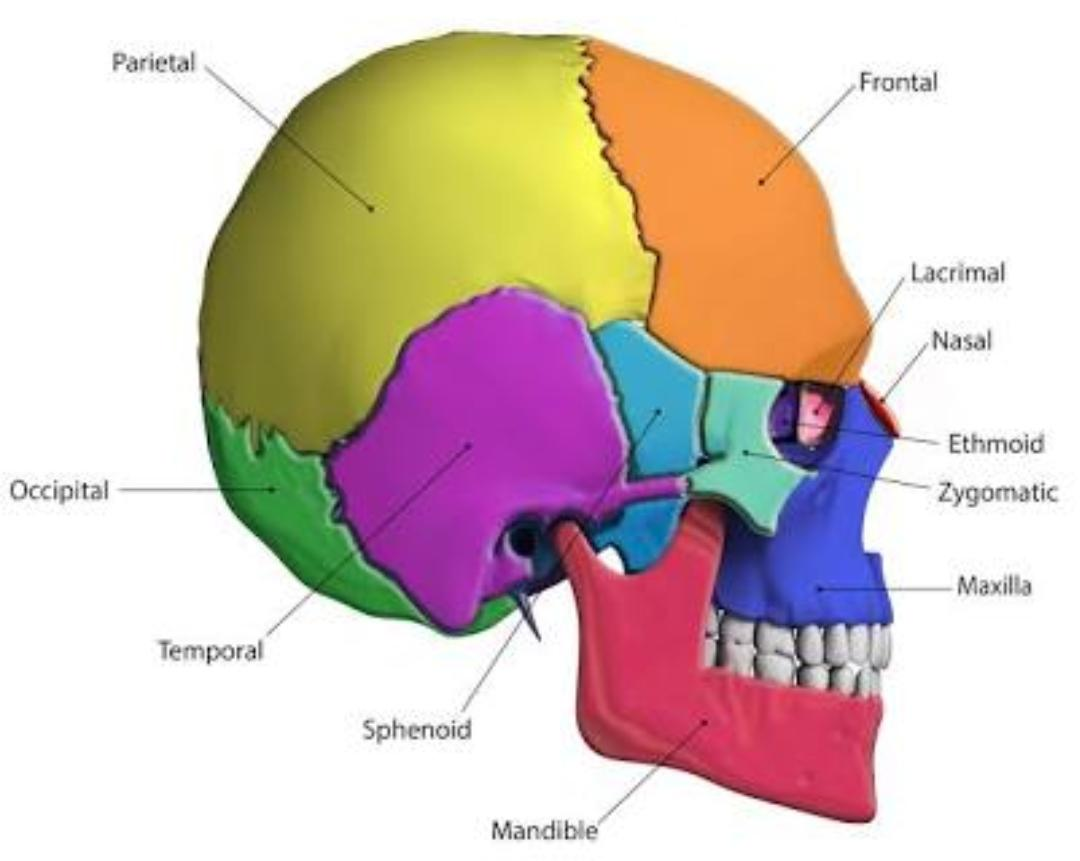 Parietal
Frontal
Lacrimal
Nasal
Ethmoid
Occipital
Zygomatic
Maxilla
Temporal
Sphenoid
Mandible